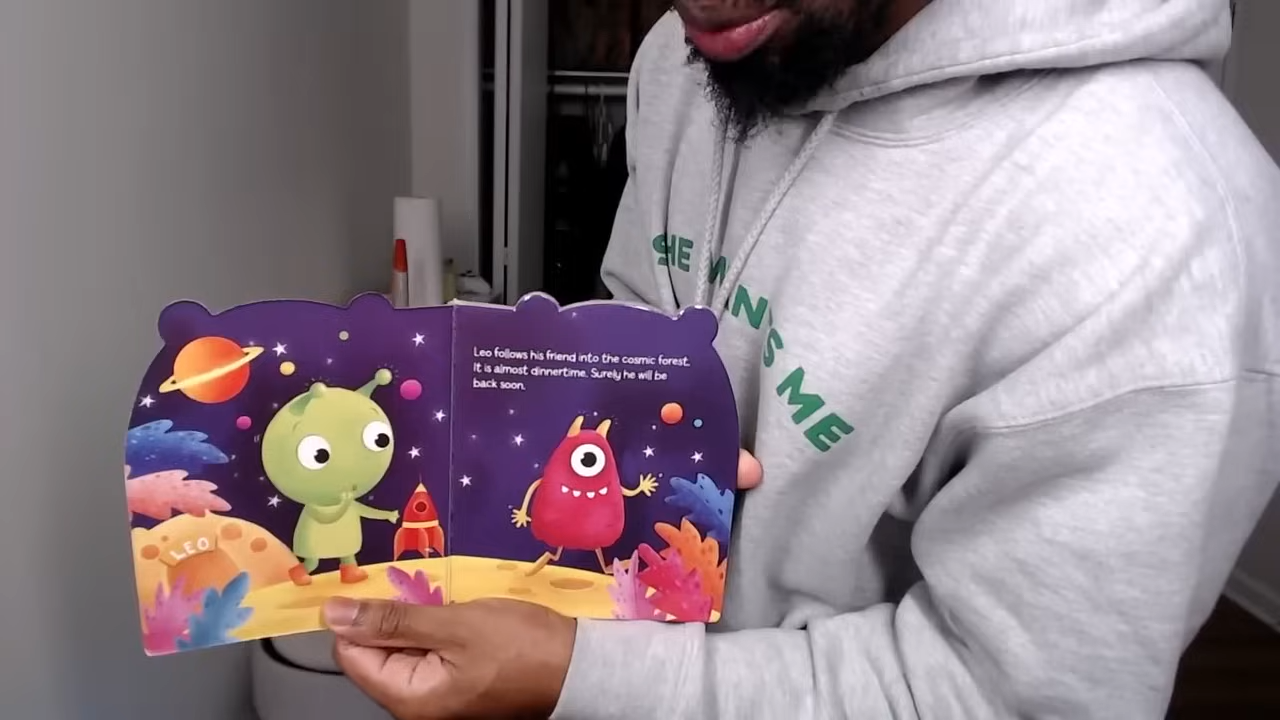 Leo follows his friend into the cosmic forest.
It is almost dinnertime. Surely he will be
back soon.
LEO
ME